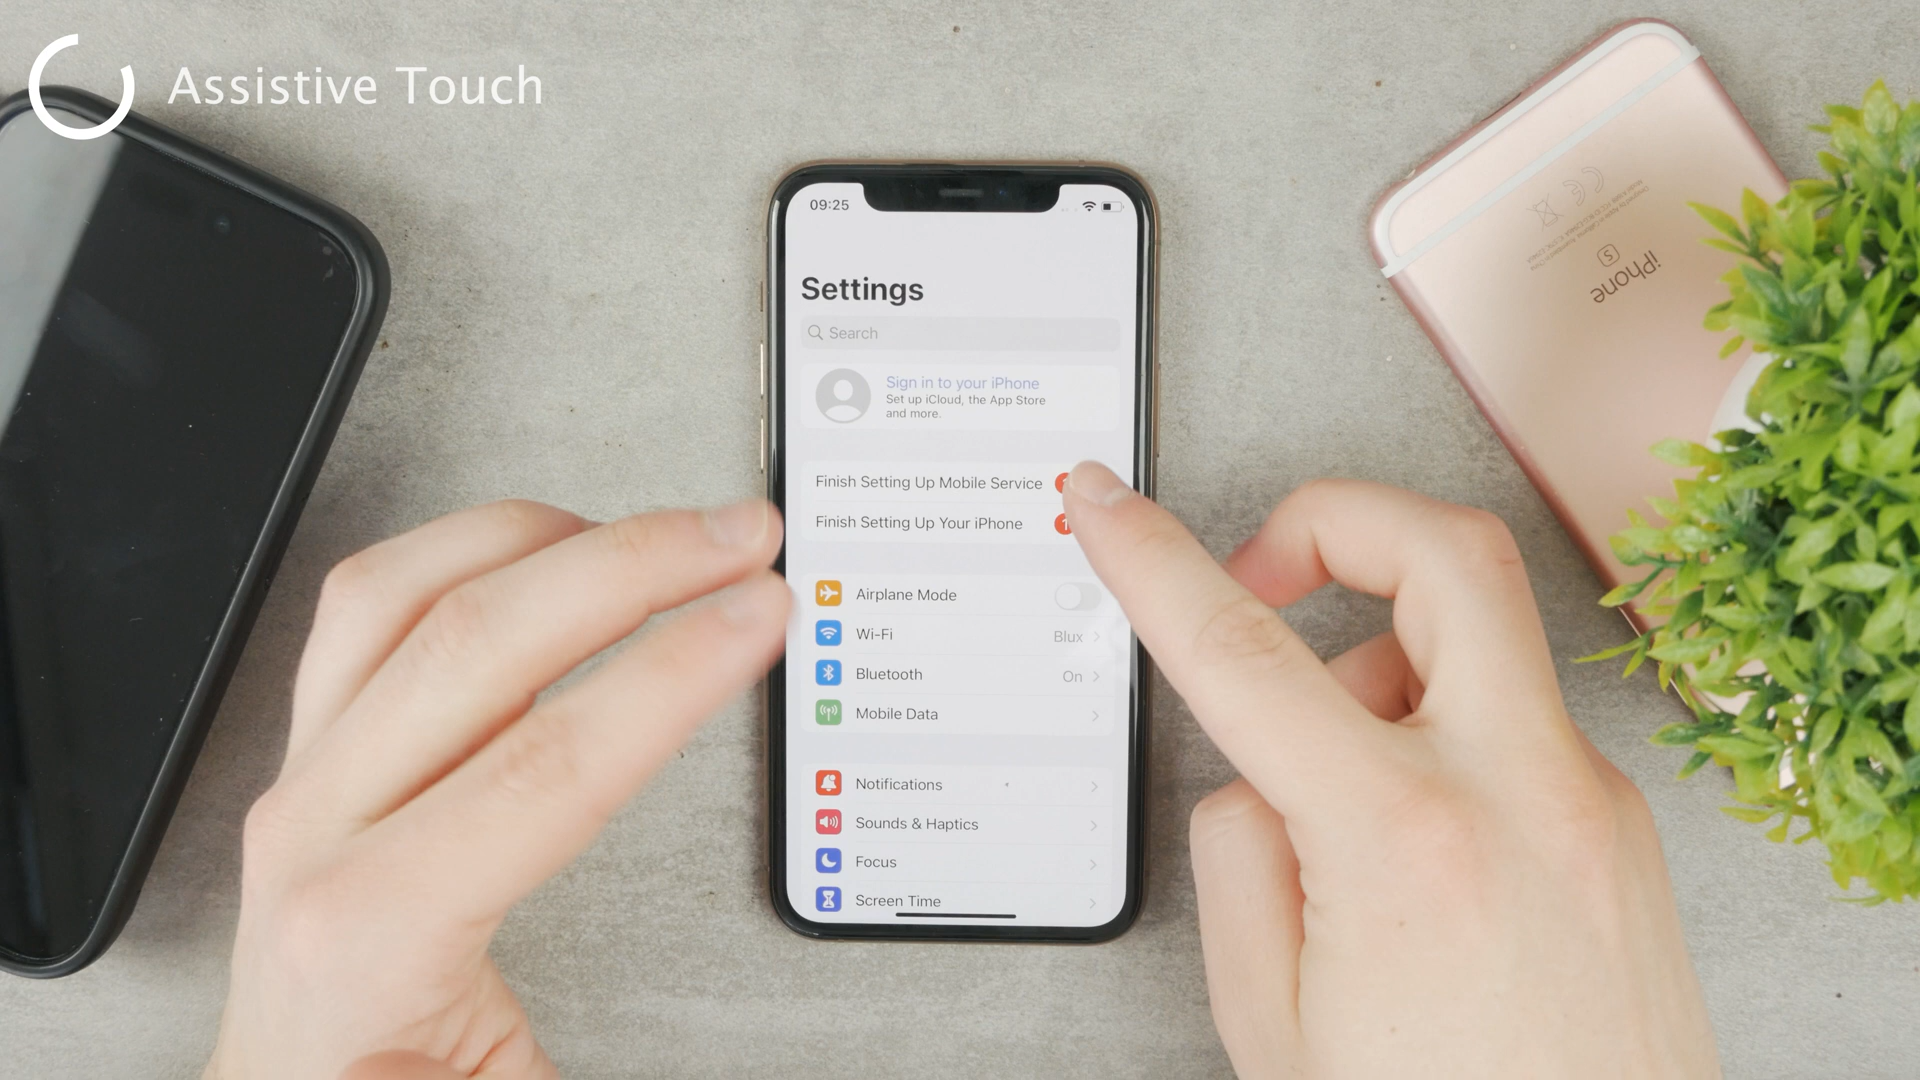 Assistive Touch
09:25
Settings
Search
Sign in to your iPhone
Set up iCloud, the App Store
and more.
Finish Setting Up Mobile Service
Finish Setting Up Your iPhone 1
Airplane Mode
Wi-Fi Blux
Bluetooth On
Mobile Data
Notifications
Sounds & Haptics
Focus
Screen Time
iPhone
S